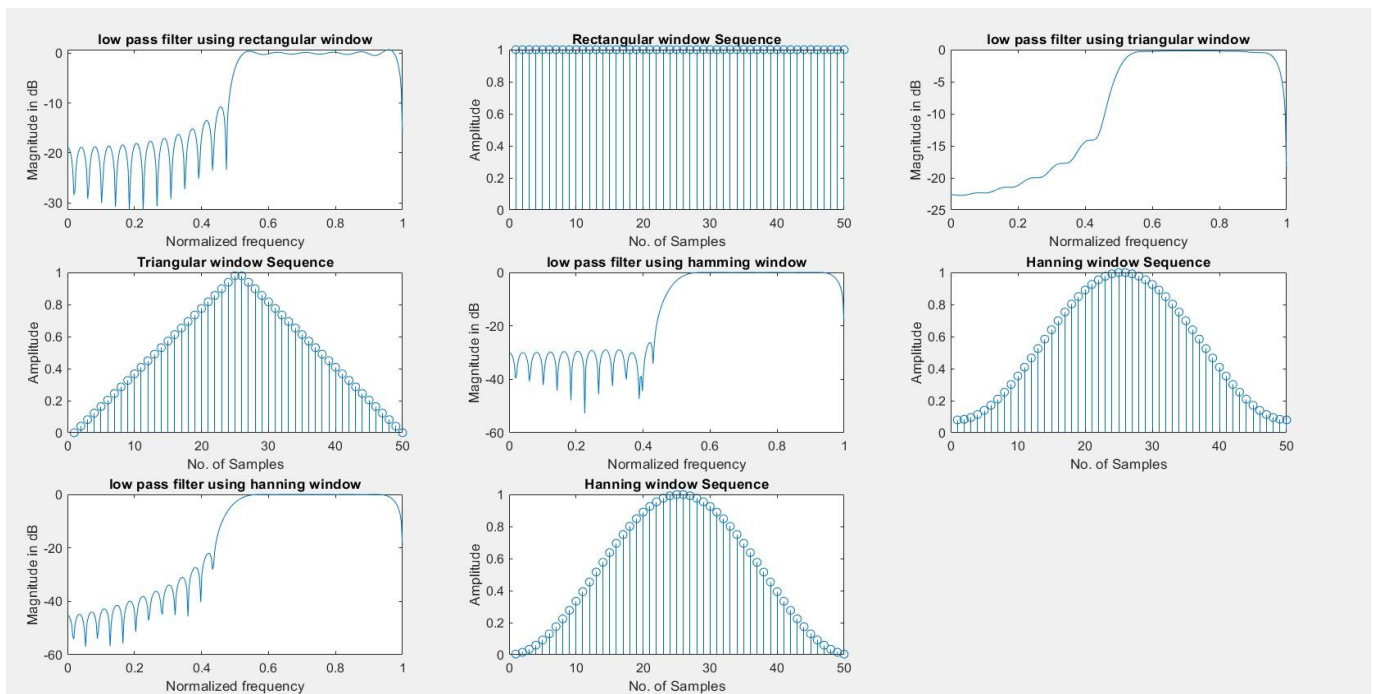 low pass filter using rectangular window
0
-10
-20
-30
Magnitude in dB
0 0.2 0.4 0.6 0.8 1
Normalized frequency
Rectangular window Sequence
1
0.8
0.6
0.4
0.2
0
Amplitude
0 10 20 30 40 50
No. of Samples
low pass filter using triangular window
0
-5
-10
-15
-20
-25
Magnitude in dB
0 0.2 0.4 0.6 0.8 1
Normalized frequency
Triangular window Sequence
1
0.8
0.6
0.4
0.2
0
Amplitude
0 10 20 30 40 50
No. of Samples
low pass filter using hamming window
0
-20
-40
-60
Magnitude in dB
0 0.2 0.4 0.6 0.8 1
Normalized frequency
Hanning window Sequence
1
0.8
0.6
0.4
0.2
0
Amplitude
0 10 20 30 40 50
No. of Samples
low pass filter using hanning window
0
-20
-40
-60
Magnitude in dB
0 0.2 0.4 0.6 0.8 1
Normalized frequency
Hanning window Sequence
1
0.8
0.6
0.4
0.2
0
Amplitude
0 10 20 30 40 50
No. of Samples